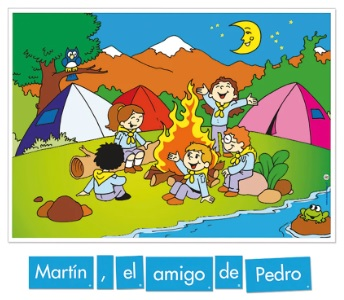 Martín , el amigo de Pedro